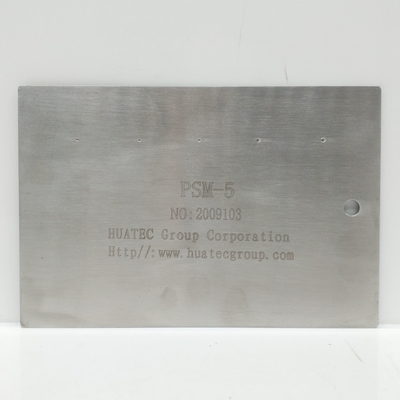 PSM-5
NO:2009103
HUATEC Group Corporation
Http//:www.huatecgroup.com